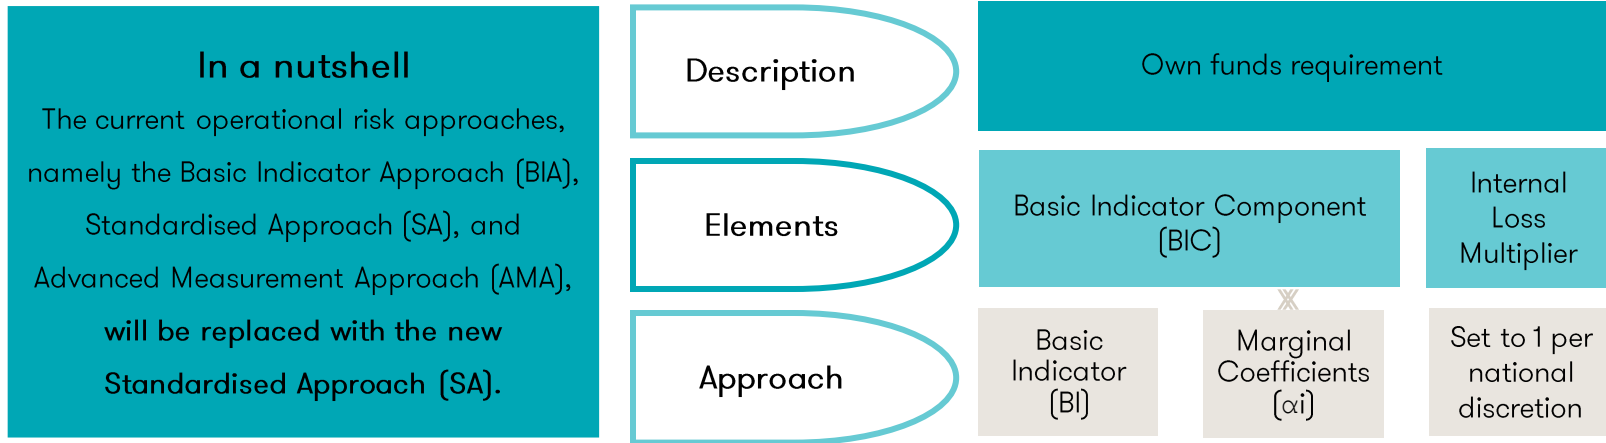 In a nutshell
The current operational risk approaches,
namely the Basic Indicator Approach (BIA),
Standardised Approach (SA), and
Advanced Measurement Approach (AMA),
will be replaced with the new
Standardised Approach (SA).
Description
Own funds requirement
Elements
Basic Indicator Component
(BIC)
Internal
Loss
Multiplier
Approach
Basic
Indicator
(BI)
Marginal
Coefficients
(αi)
Set to 1 per
national
discretion